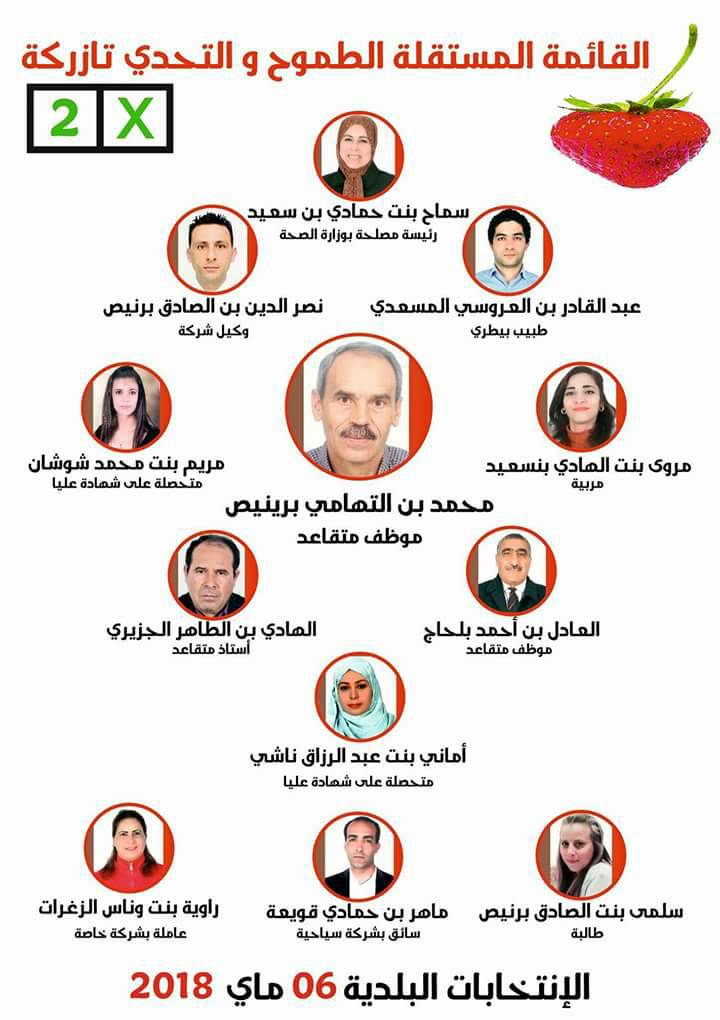 القائمة المستقلة الطموح و التحدي تازركة
2 X
سماح بنت حمادي بن سعيد
رئيسة مصلحة بوزارة الصحة
عبد القادر بن العروسي المسعدي
طبيب بيطري
نصر الدين بن الصادق برنيص
وكيل شركة
محمد بن التهامي برينيص
موظف متقاعد
مروى بنت الهادي بنسعيد
مربية
مريم بنت محمد شوشان
متحصلة على شهادة عليا
العادل بن أحمد بلحاج
موظف متقاعد
الهادي بن الطاهر الجزيري
أستاذ متقاعد
أماني بنت عبد الرزاق ناشي
متحصلة على شهادة عليا
سلمى بنت الصادق برنيص
طالبة
ماهر بن حمادي قويعة
سائق بشركة سياحية
راوية بنت وناس الزغرات
عاملة بشركة خاصة
الإنتخابات البلدية 06 ماي 2018